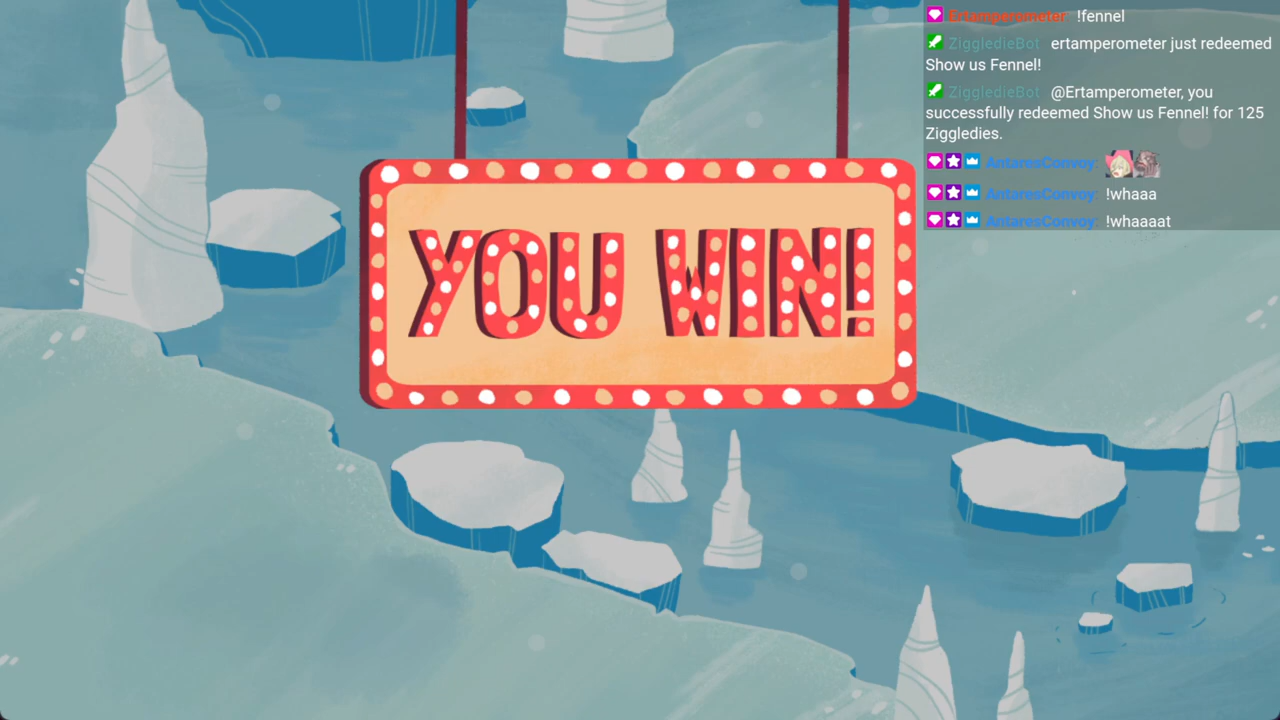 Ertamperometer: !fennel
ZiggledieBot: ertamperometer just redeemed
Show us Fennel!
ZiggledieBot: @Ertamperometer, you
successfully redeemed Show us Fennel! for 125
Ziggledies.
AntaresConvoy:
AntaresConvoy: !whaaa
AntaresConvoy: !whaaaat
YOU WIN!